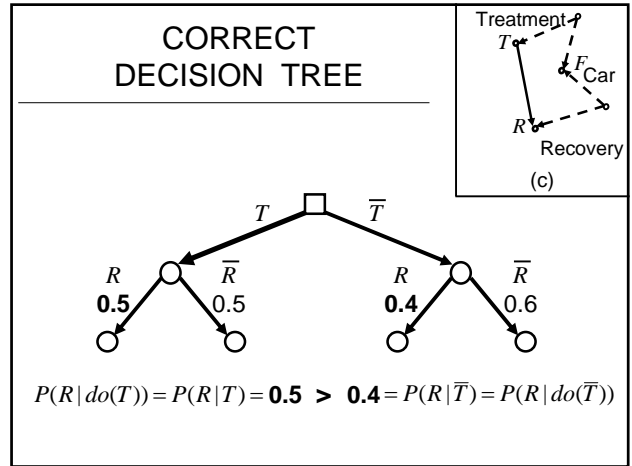 CORRECT
DECISION TREE
Treatment
T
F
Car
R
Recovery
(c)
T T̅
R R̅ R R̅
0.5 0.5 0.4 0.6
P(R|do(T)) = P(R|T) = 0.5 > 0.4 = P(R|T̅) = P(R|do(T̅))